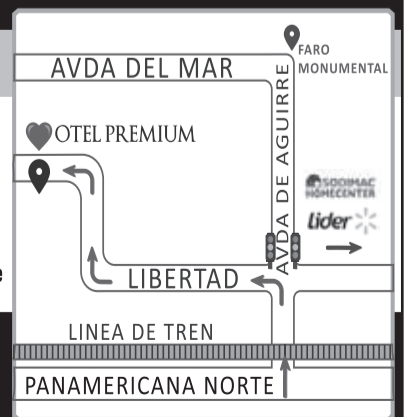 FARO
MONUMENTAL
AVDA DEL MAR
OTEL PREMIUM
AVDA DE AGUIRRE
SODIMAC
HOMECENTER
lider
LIBERTAD
e
LINEA DE TREN
PANAMERICANA NORTE